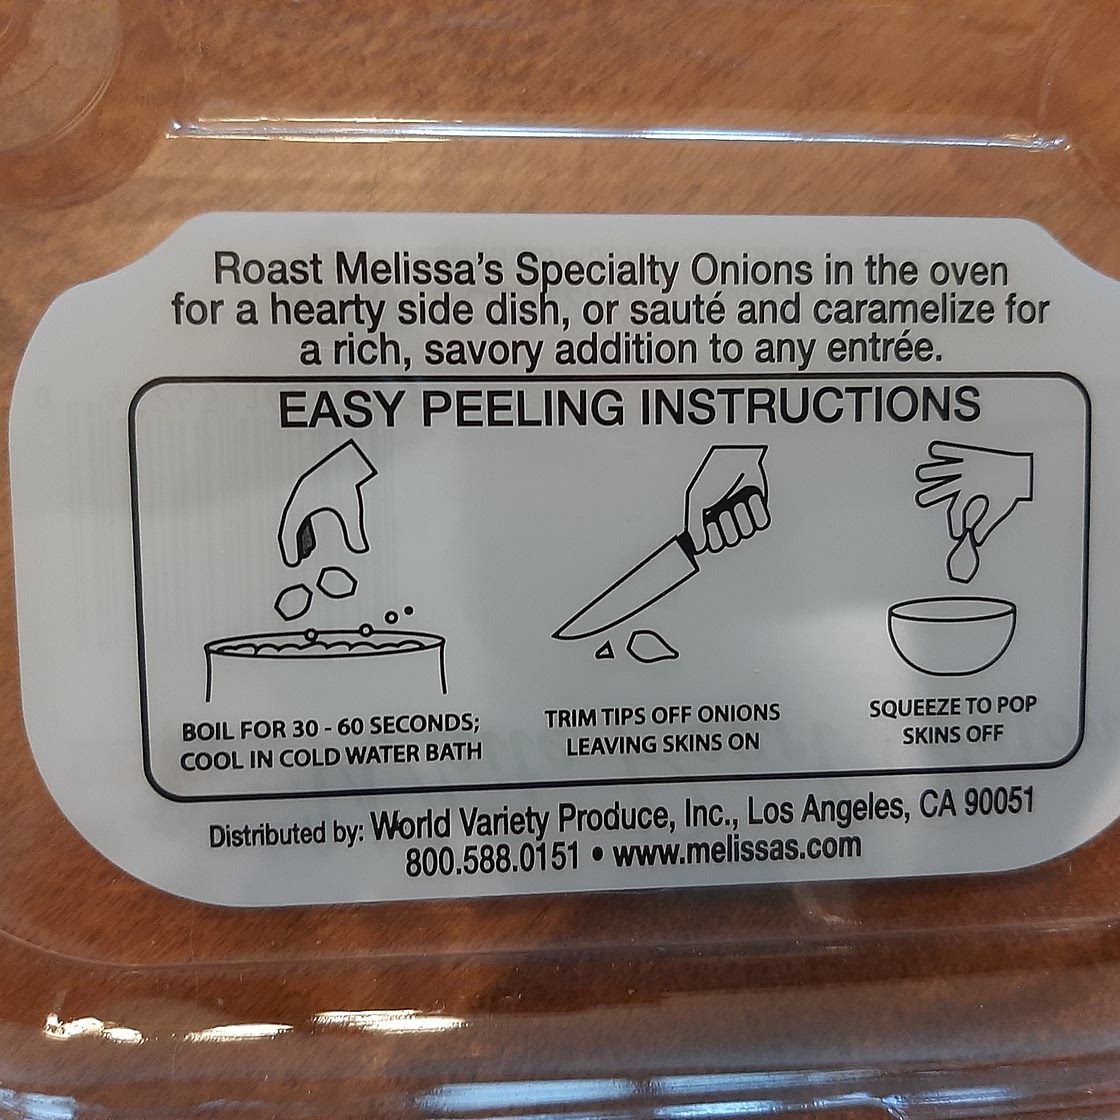 Roast Melissa's Specialty Onions in the oven
for a hearty side dish, or sauté and caramelize for
a rich, savory addition to any entrée.
EASY PEELING INSTRUCTIONS
BOIL FOR 30 - 60 SECONDS;
COOL IN COLD WATER BATH
TRIM TIPS OFF ONIONS
LEAVING SKINS ON
SQUEEZE TO POP
SKINS OFF
Distributed by: World Variety Produce, Inc., Los Angeles, CA 90051
800.588.0151 • www.melissas.com